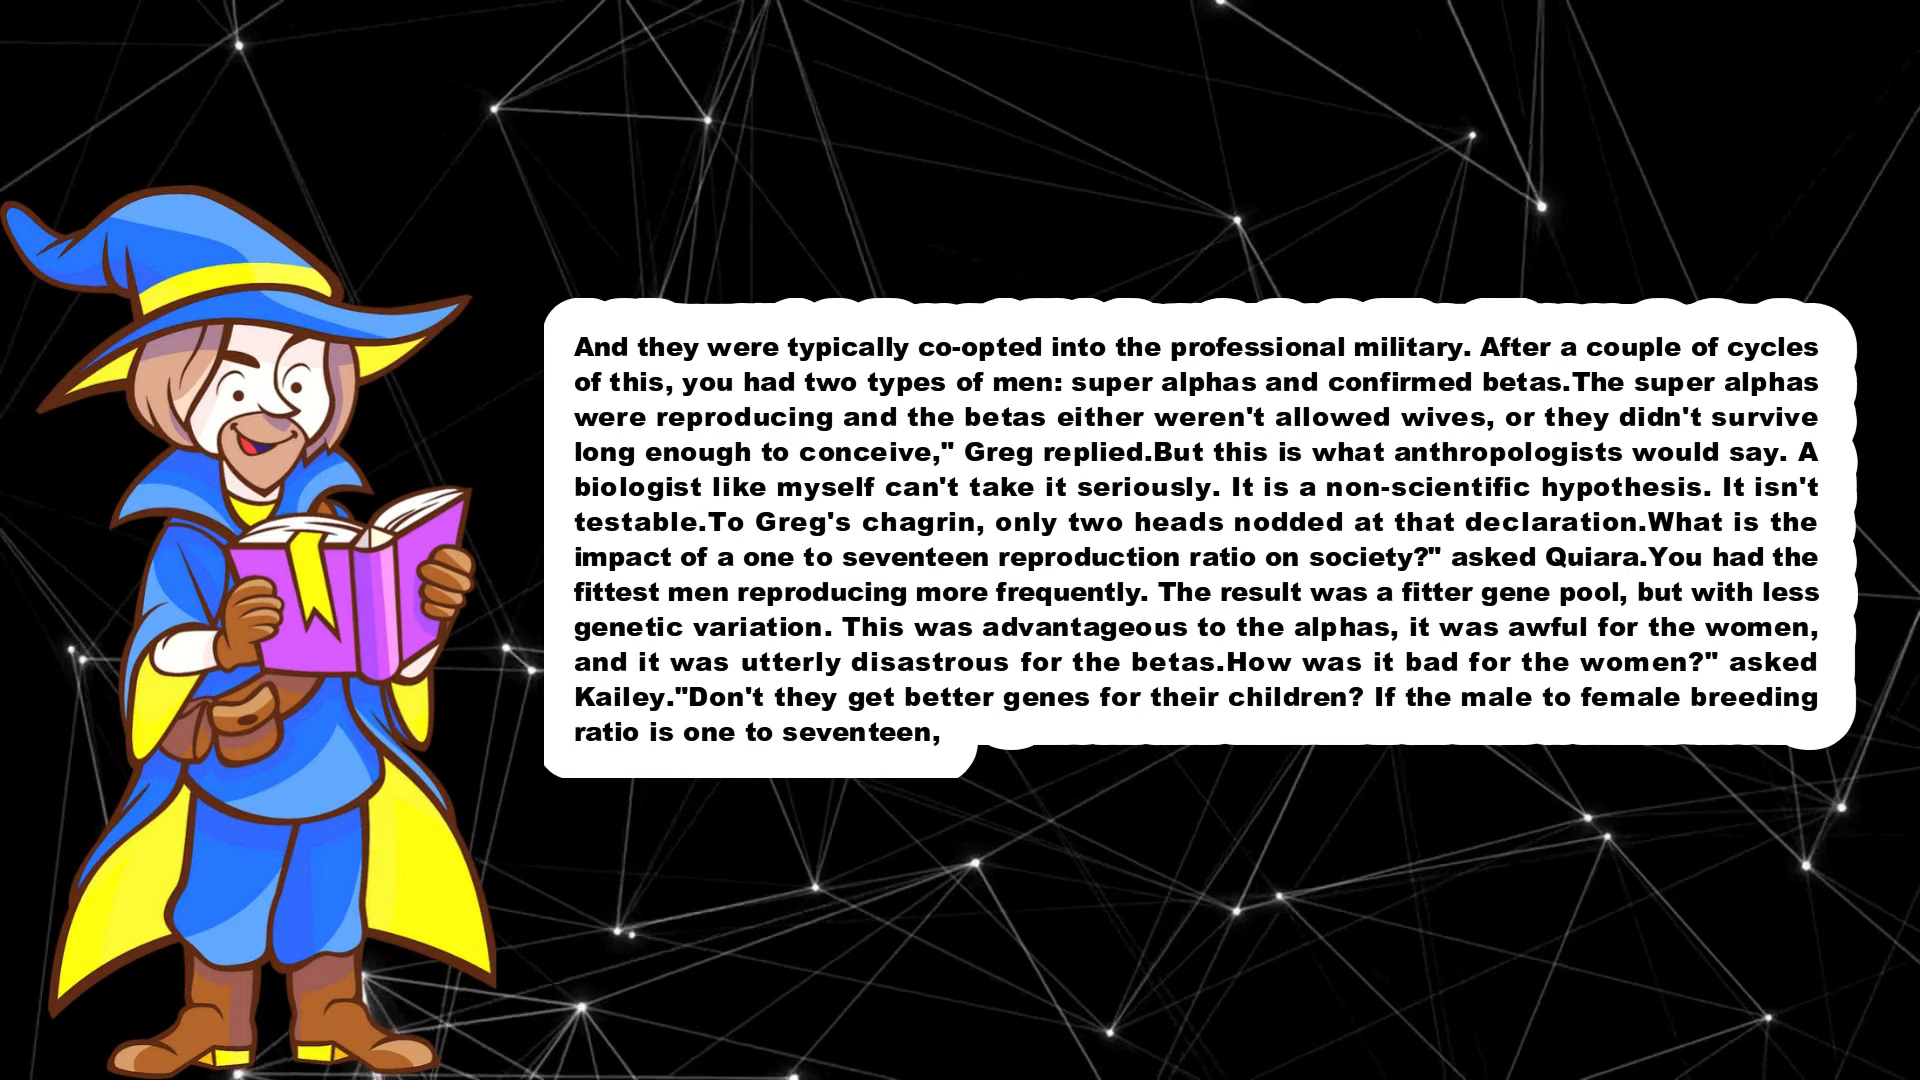 And they were typically co-opted into the professional military. After a couple of cycles
of this, you had two types of men: super alphas and confirmed betas.The super alphas
were reproducing and the betas either weren't allowed wives, or they didn't survive
long enough to conceive," Greg replied.But this is what anthropologists would say. A
biologist like myself can't take it seriously. It is a non-scientific hypothesis. It isn't
testable.To Greg's chagrin, only two heads nodded at that declaration.What is the
impact of a one to seventeen reproduction ratio on society?" asked Quiara.You had the
fittest men reproducing more frequently. The result was a fitter gene pool, but with less
genetic variation. This was advantageous to the alphas, it was awful for the women,
and it was utterly disastrous for the betas.How was it bad for the women?" asked
Kailey."Don't they get better genes for their children? If the male to female breeding
ratio is one to seventeen,